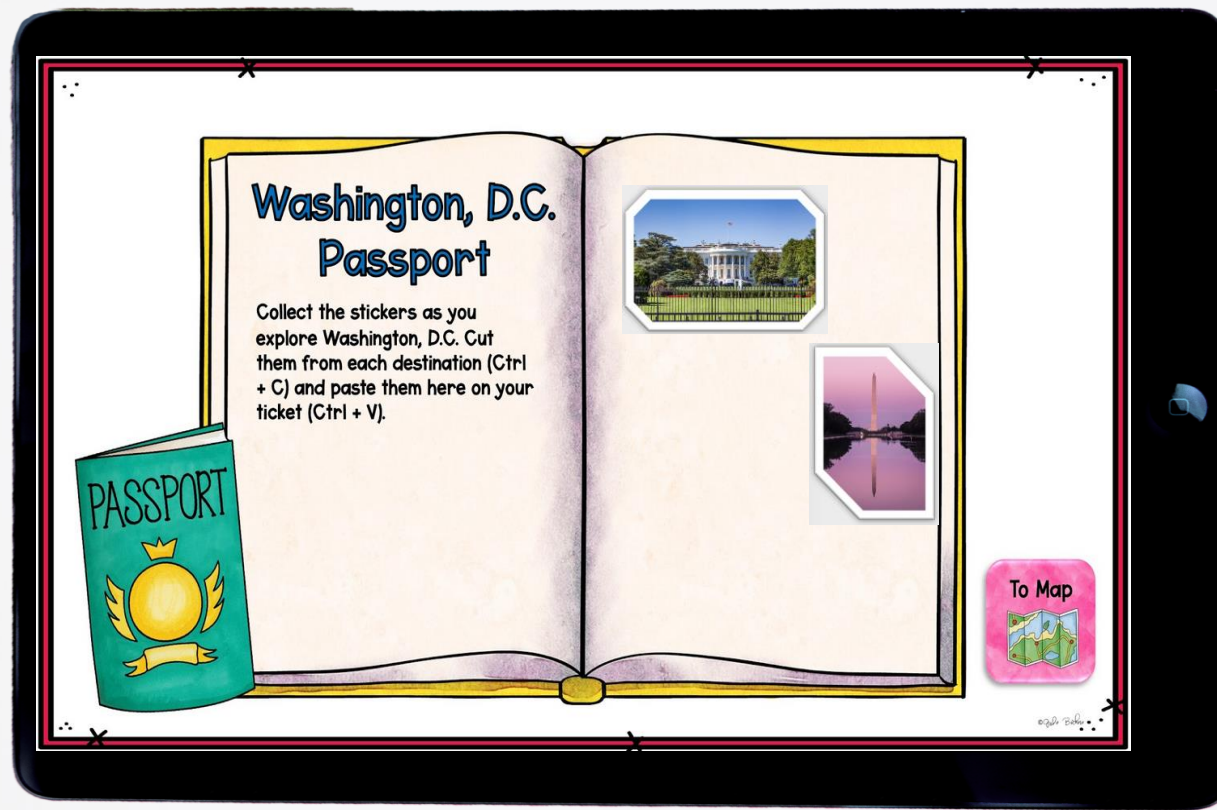 Washington, D.C.
Passport
Collect the stickers as you
explore Washington, D.C. Cut
them from each destination (Ctrl
+ C) and paste them here on your
ticket (Ctrl + V).
PASSPORT
To Map